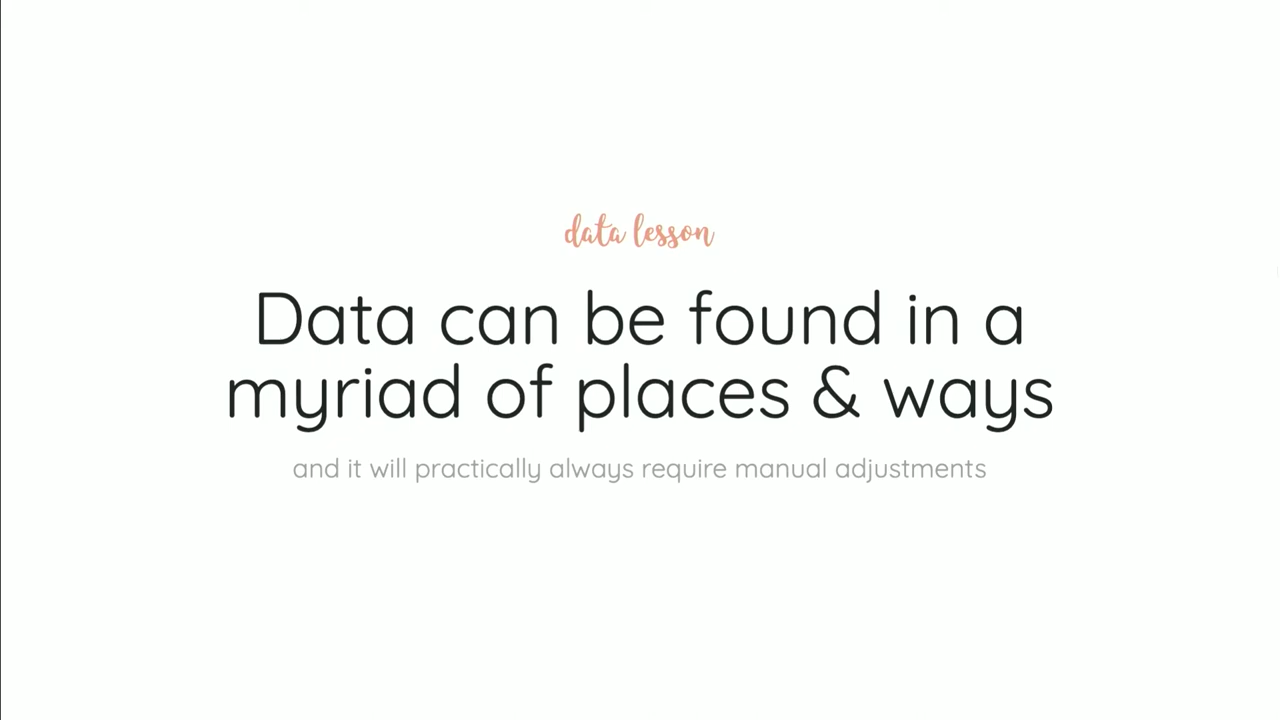 data lesson
Data can be found in a
myriad of places & ways
and it will practically always require manual adjustments